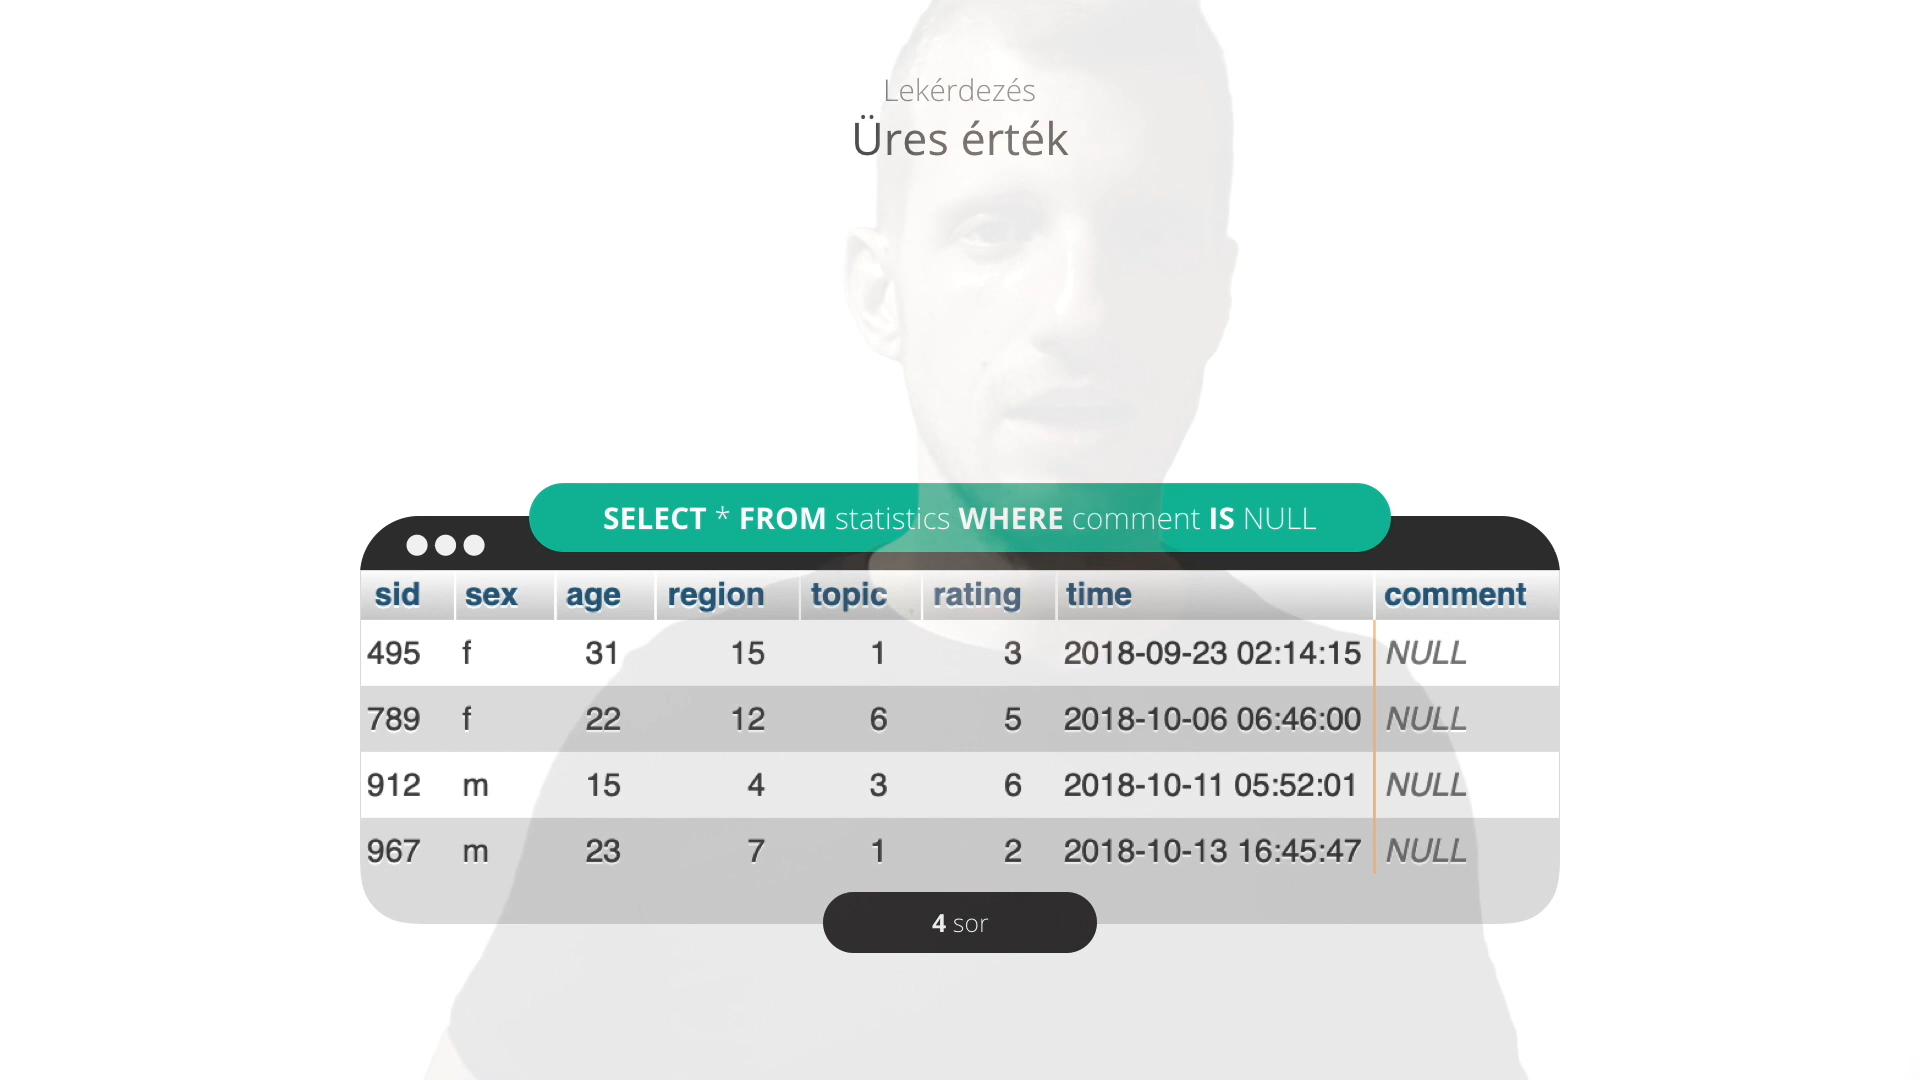 Lekérdezés
Üres érték
SELECT * FROM statistics WHERE comment IS NULL
sid sex age region topic rating time comment
495 f 31 15 1 3 2018-09-23 02:14:15 NULL
789 f 22 12 6 5 2018-10-06 06:46:00 NULL
912 m 15 4 3 6 2018-10-11 05:52:01 NULL
967 m 23 7 1 2 2018-10-13 16:45:47 NULL
4 sor